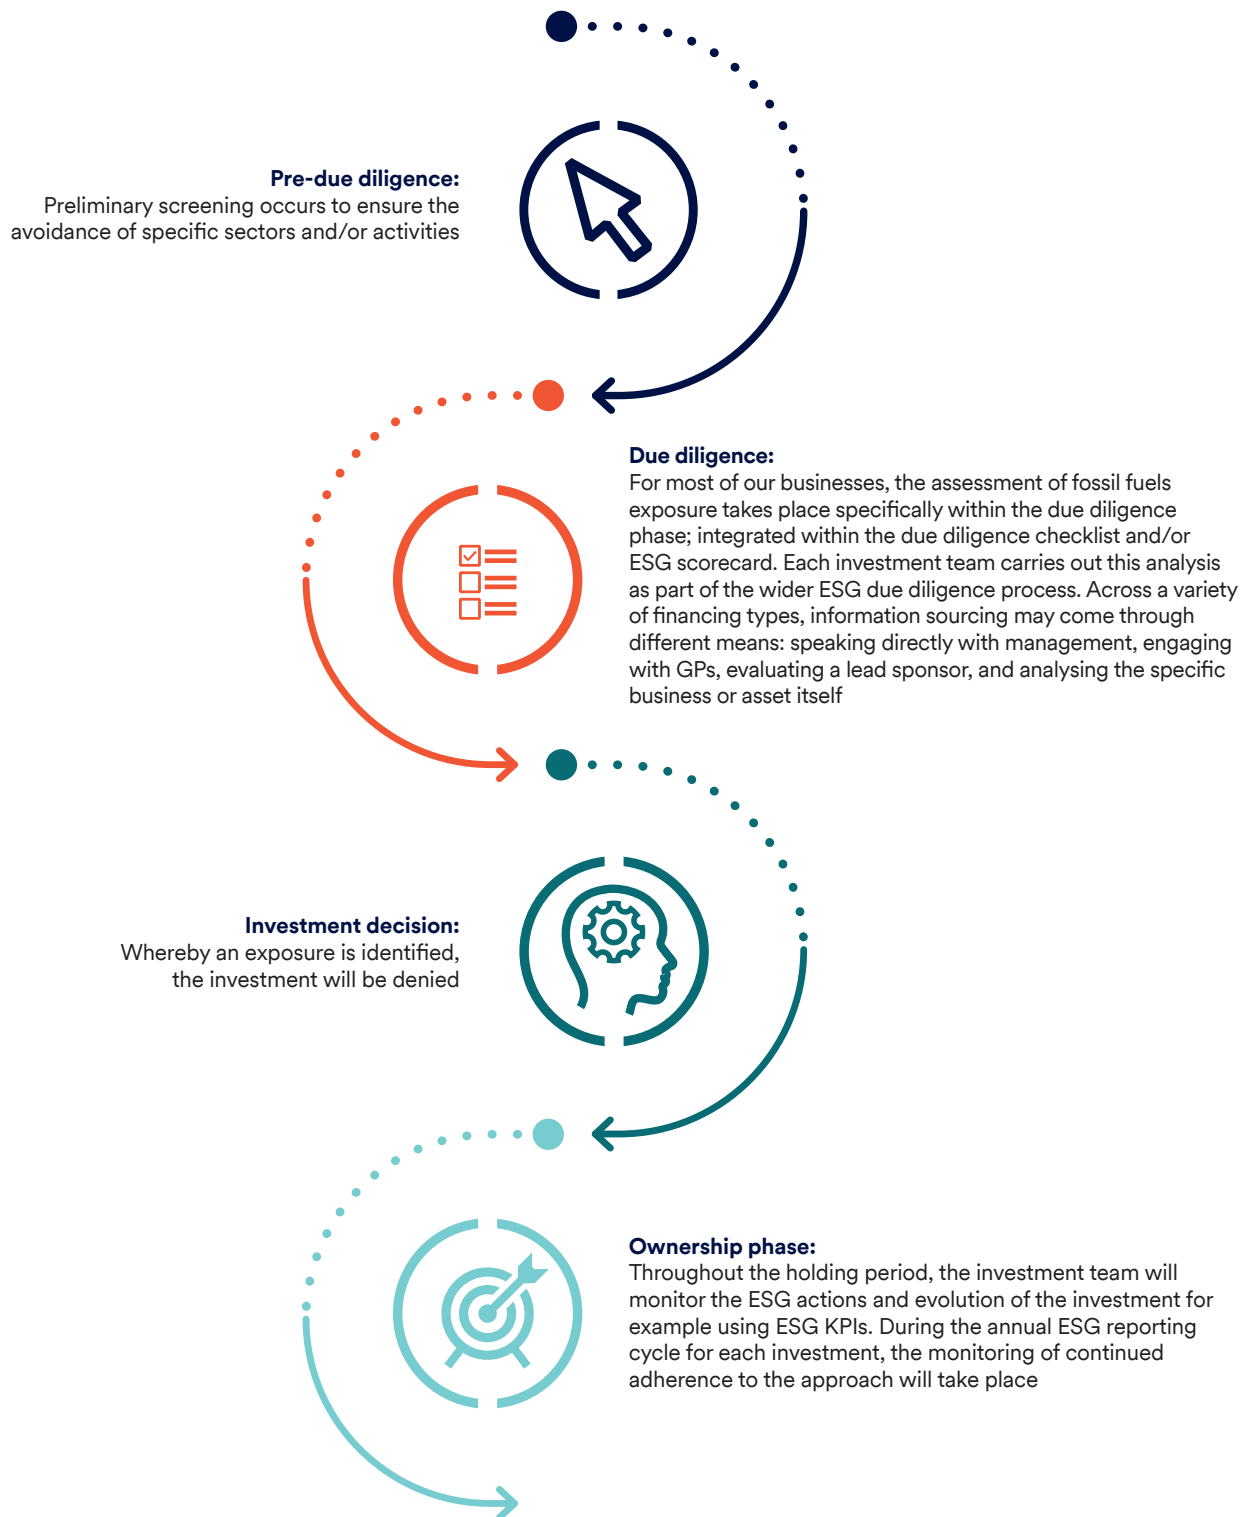 Pre-due diligence:
Preliminary screening occurs to ensure the
avoidance of specific sectors and/or activities
Due diligence:
For most of our businesses, the assessment of fossil fuels
exposure takes place specifically within the due diligence
phase; integrated within the due diligence checklist and/or
ESG scorecard. Each investment team carries out this analysis
as part of the wider ESG due diligence process. Across a variety
of financing types, information sourcing may come through
different means: speaking directly with management, engaging
with GPs, evaluating a lead sponsor, and analysing the specific
business or asset itself
Investment decision:
Whereby an exposure is identified,
the investment will be denied
Ownership phase:
Throughout the holding period, the investment team will
monitor the ESG actions and evolution of the investment for
example using ESG KPIs. During the annual ESG reporting
cycle for each investment, the monitoring of continued
adherence to the approach will take place